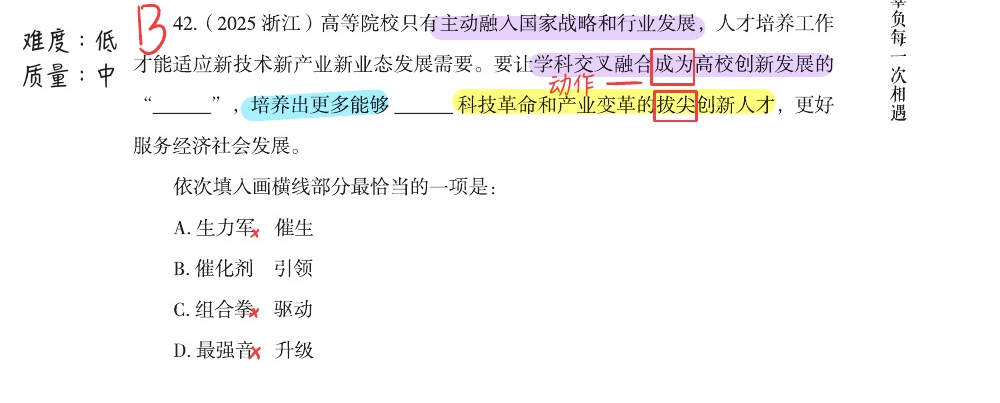 难度：低
质量：中
B
42.（2025 浙江）高等院校只有主动融入国家战略和行业发展，人才培养工作
才能适应新技术新产业新业态发展需要。要让学科交叉融合成为高校创新发展的
动作 —
“______”，培养出更多能够______科技革命和产业变革的拔尖创新人才，更好
服务经济社会发展。
依次填入画横线部分最恰当的一项是：
A. 生力军× 催生
B. 催化剂 引领
C. 组合拳× 驱动
D. 最强音× 升级
负每一次相遇